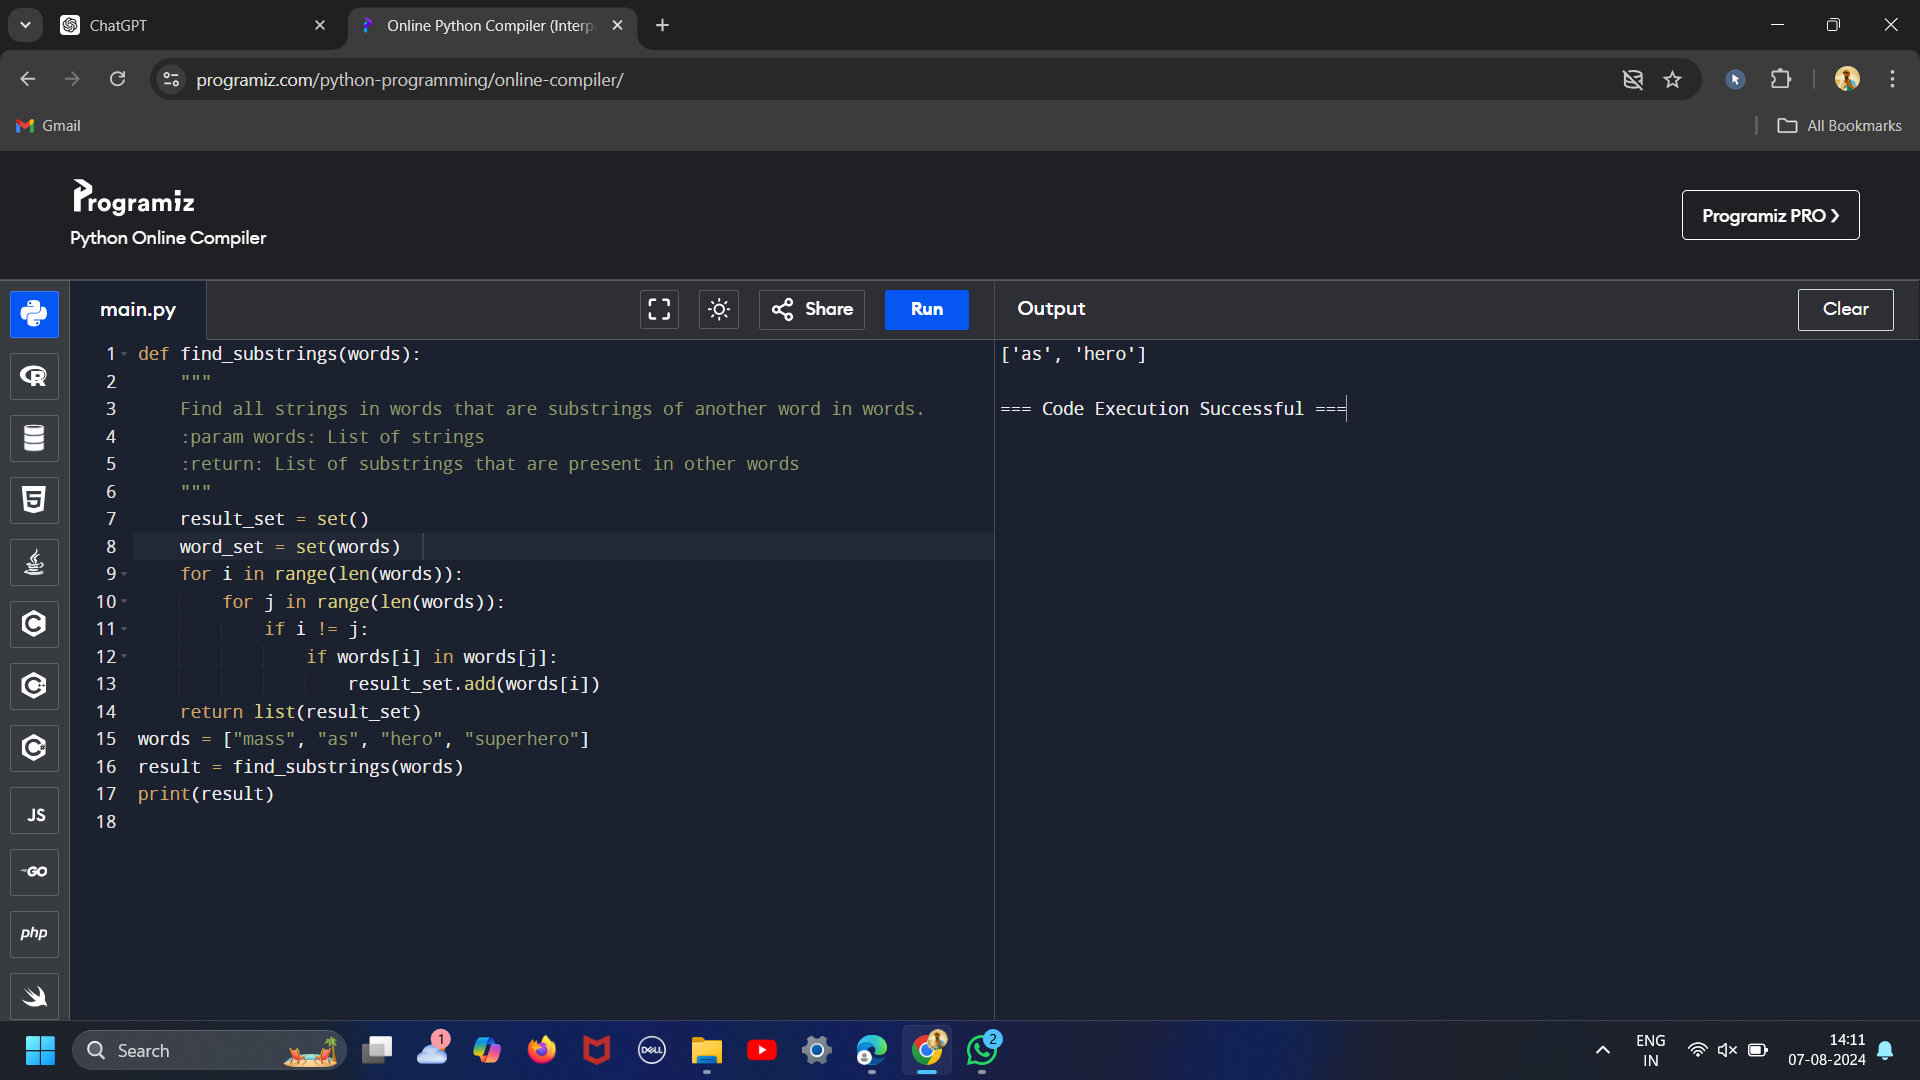 ChatGPT
Online Python Compiler (Interp
programiz.com/python-programming/online-compiler/
Gmail
All Bookmarks
Programiz
Python Online Compiler
Programiz PRO
main.py
Share
Run
Output
Clear
1 def find_substrings(words):
2 """
3 Find all strings in words that are substrings of another word in words.
4 :param words: List of strings
5 :return: List of substrings that are present in other words
6 """
7 result_set = set()
8 word_set = set(words)
9 for i in range(len(words)):
10 for j in range(len(words)):
11 if i != j:
12 if words[i] in words[j]:
13 result_set.add(words[i])
14 return list(result_set)
15 words = ["mass", "as", "hero", "superhero"]
16 result = find_substrings(words)
17 print(result)
18
['as', 'hero']
=== Code Execution Successful ===
R
5
C
C
C
JS
GO
php
Search
1
DELL
2
ENG
IN
14:11
07-08-2024